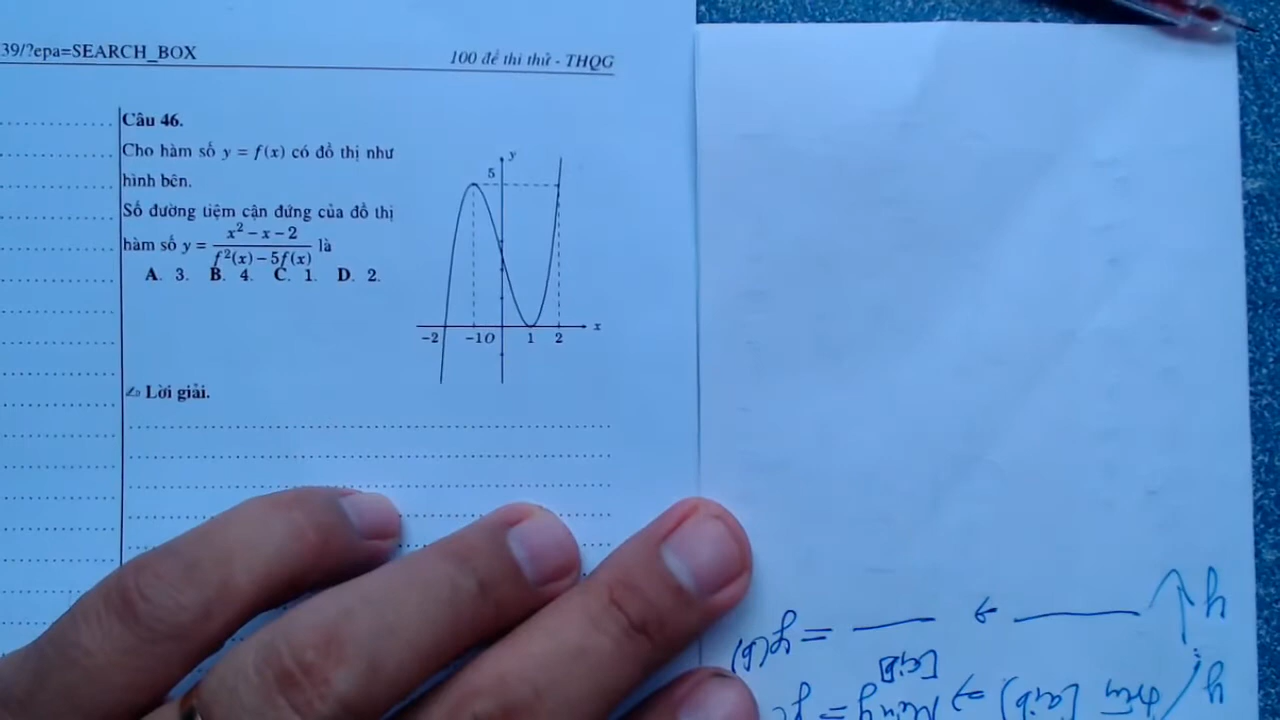 39/?epa=SEARCH_BOX
100 đề thi thử - THQG
Câu 46.
Cho hàm số y = f(x) có đồ thị như
hình bên.
Số đường tiệm cận đứng của đồ thị
hàm số y = \frac{x² − x − 2}{f²(x) − 5f(x)} là
A. 3. B. 4. C. 1. D. 2.
y
5
−2 −1 O 1 2 x
Lời giải.